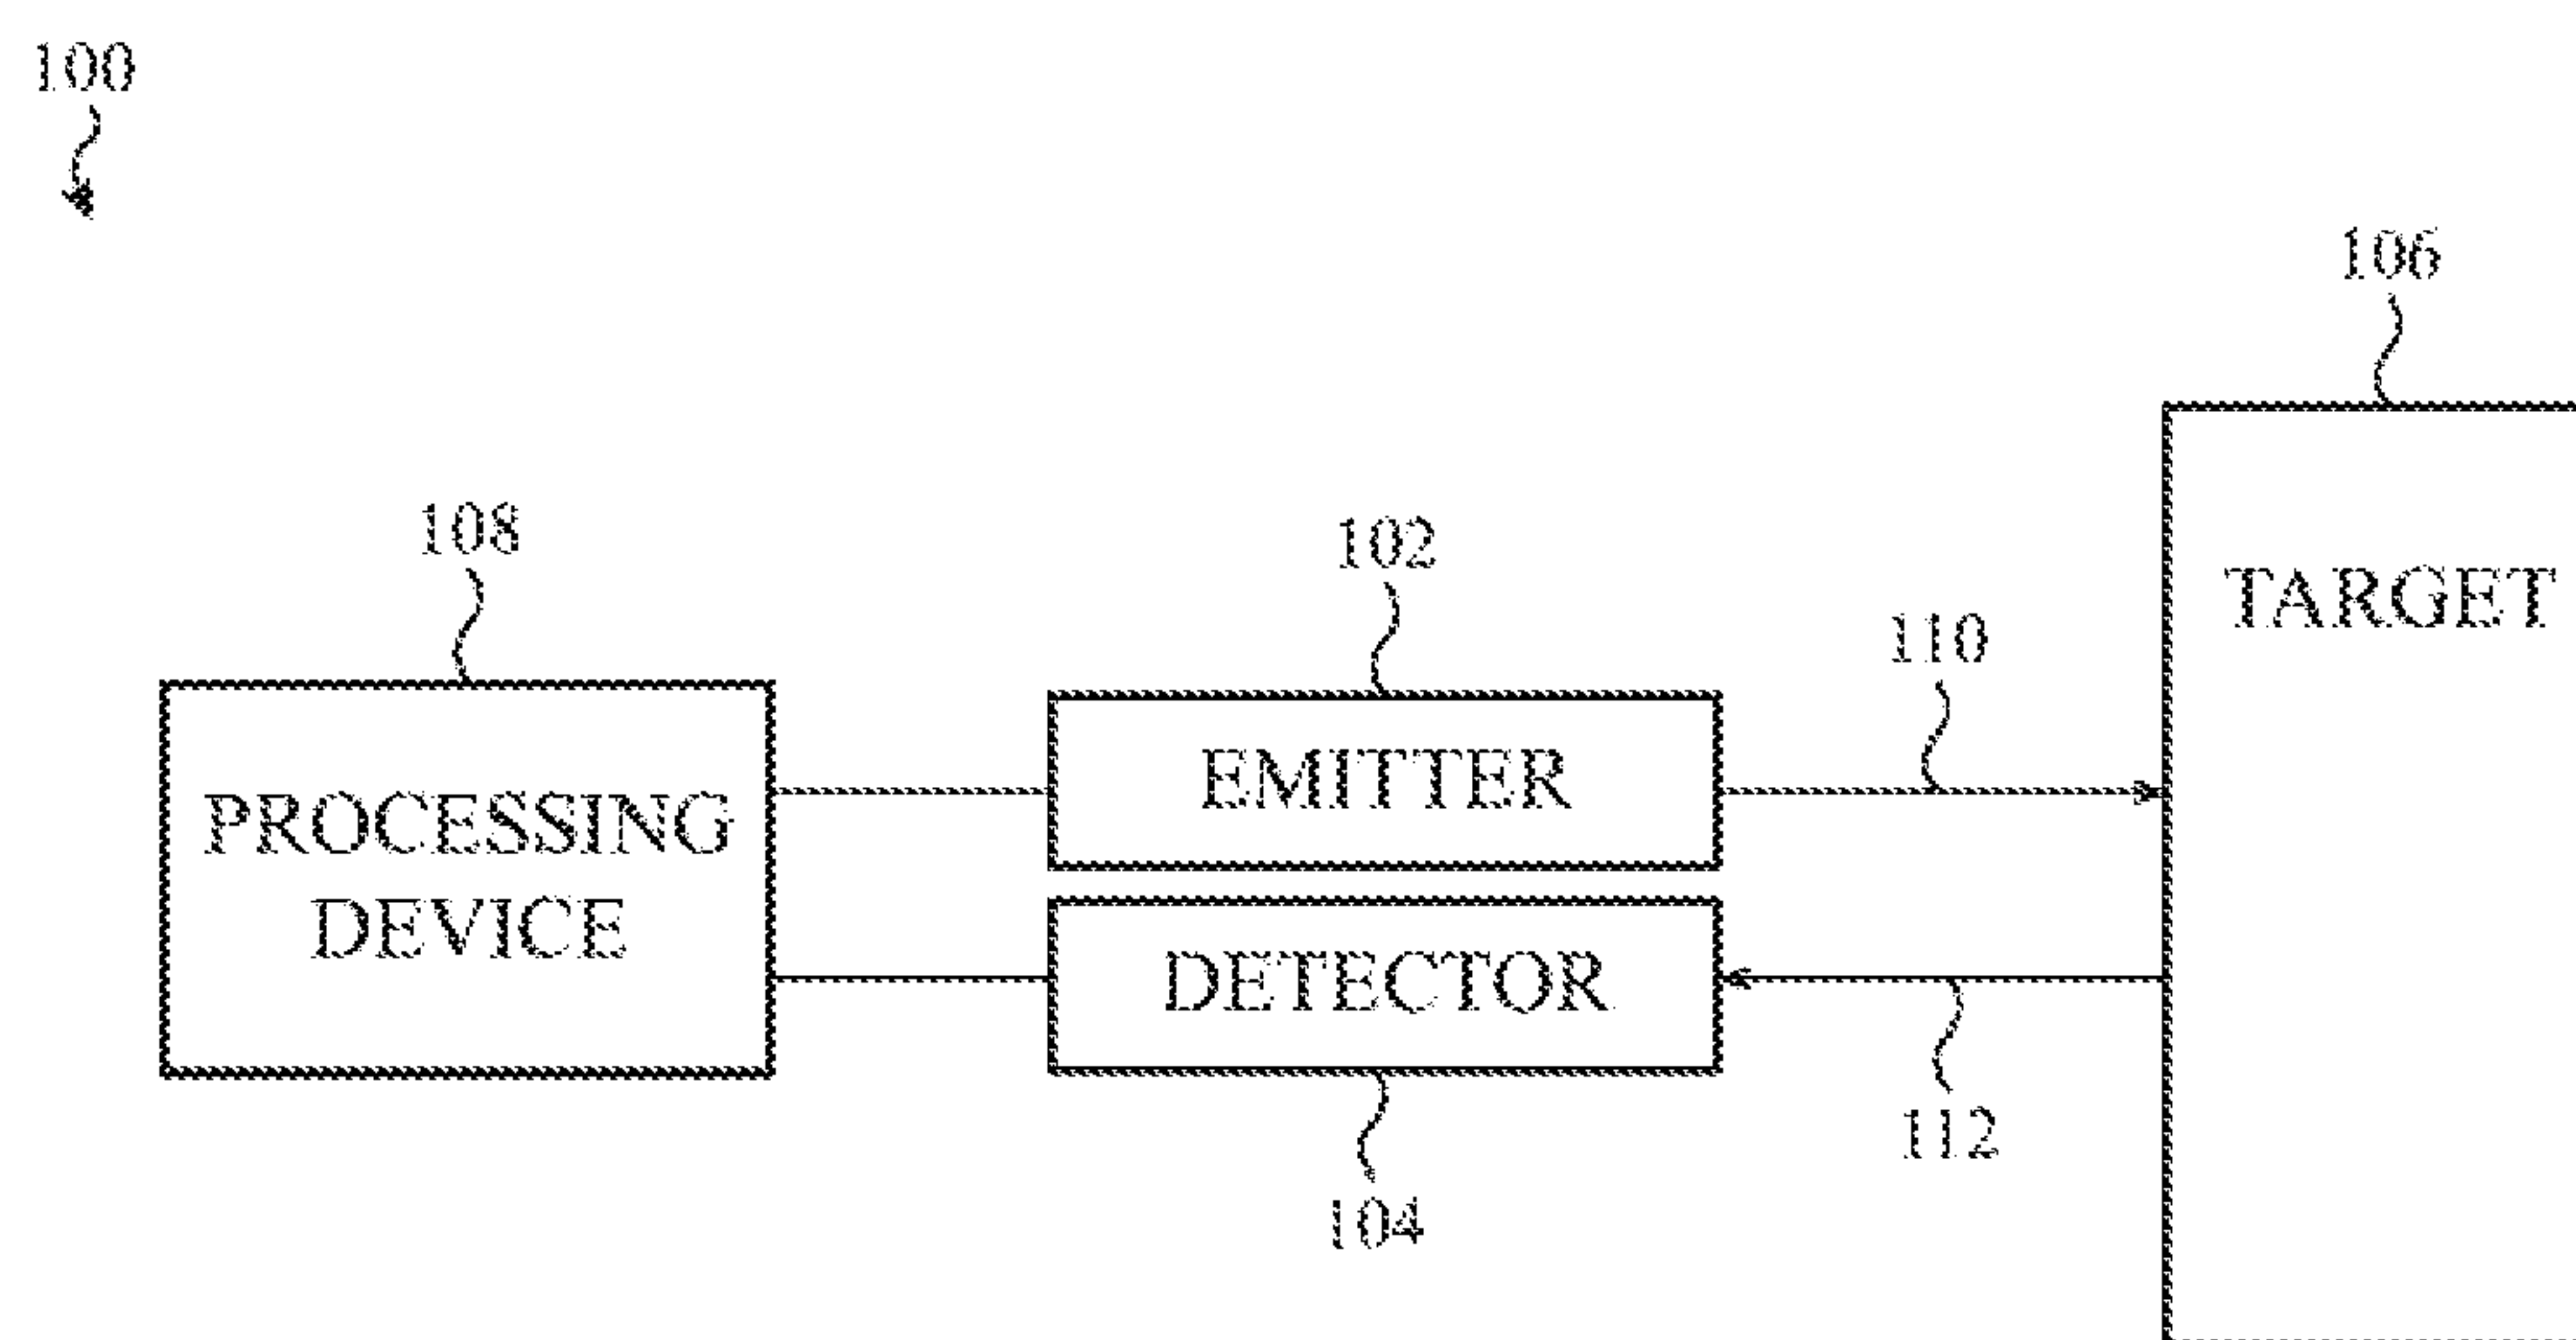 100
106
TARGET
108
102
110
PROCESSING
DEVICE
EMITTER
DETECTOR
112
104